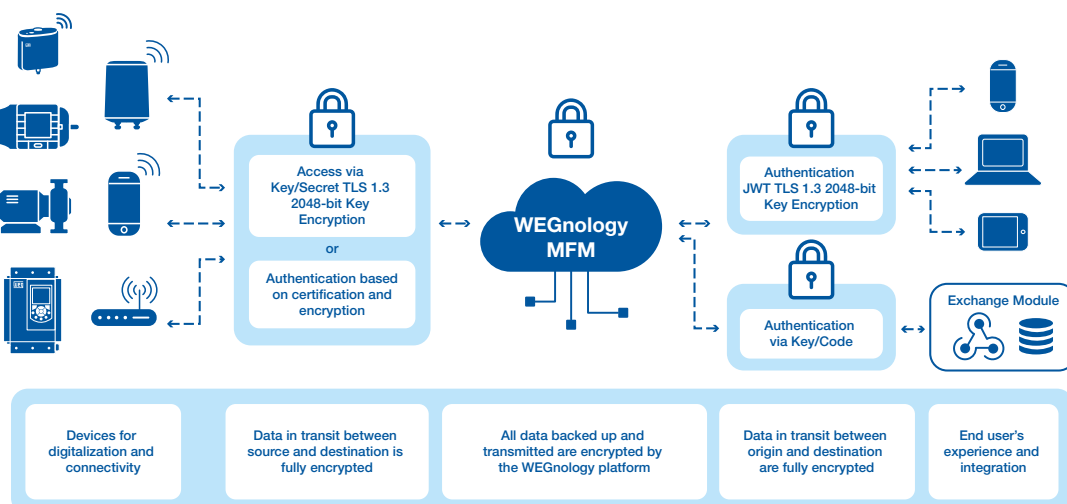 Access via
Key/Secret TLS 1.3
2048-bit Key
Encryption
or
Authentication based
on certification and
encryption
WEGnology
MFM
Authentication
JWT TLS 1.3 2048-bit
Key Encryption
Authentication
via Key/Code
Exchange Module
Devices for
digitalization and
connectivity
Data in transit between
source and destination is
fully encrypted
All data backed up and
transmitted are encrypted by
the WEGnology platform
Data in transit between
origin and destination
are fully encrypted
End user's
experience and
integration